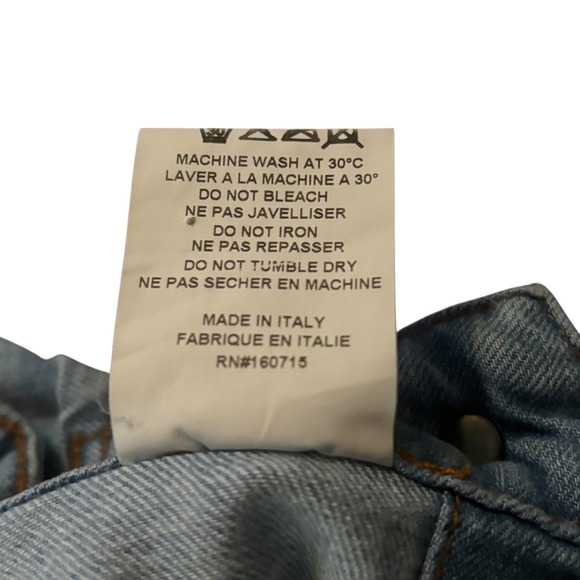 MACHINE WASH AT 30°C
LAVER A LA MACHINE A 30°
DO NOT BLEACH
NE PAS JAVELLISER
DO NOT IRON
NE PAS REPASSER
DO NOT TUMBLE DRY
NE PAS SECHER EN MACHINE
MADE IN ITALY
FABRIQUE EN ITALIE
RN#160715